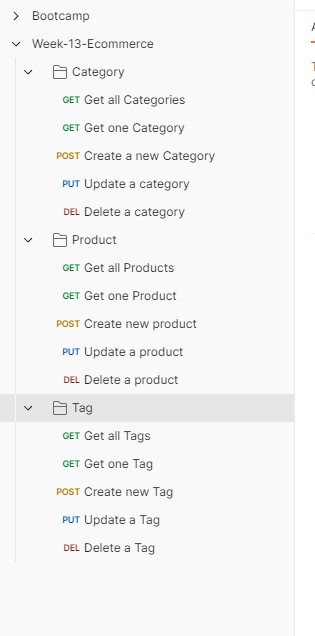 Bootcamp
Week-13-Ecommerce
Category
GET Get all Categories
GET Get one Category
POST Create a new Category
PUT Update a category
DEL Delete a category
Product
GET Get all Products
GET Get one Product
POST Create new product
PUT Update a product
DEL Delete a product
Tag
GET Get all Tags
GET Get one Tag
POST Create new Tag
PUT Update a Tag
DEL Delete a Tag